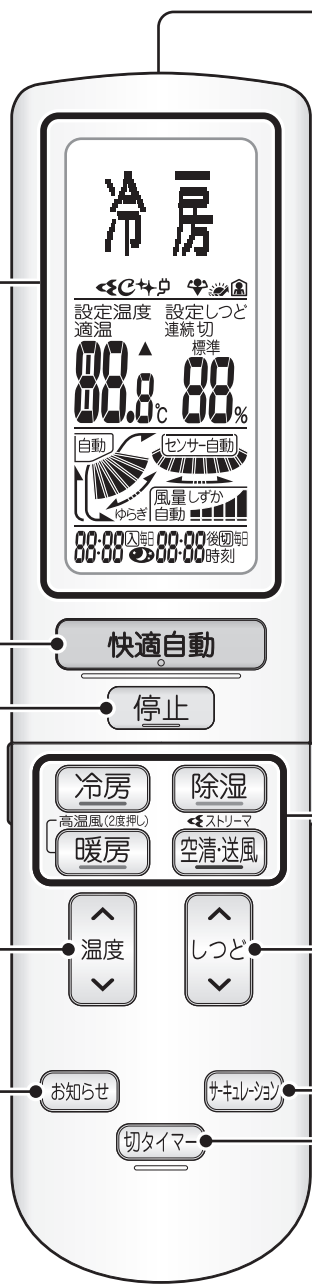 冷房
設定温度 設定しつど
適温 連続切
▲ 標準
88.8℃ 88%
自動 センサー自動
風量しずか
ゆらぎ 自動
88:88入毎日 88:88後切毎日
時刻
快適自動
停止
冷房 除湿
高温風(2度押し) ストリーマ
暖房 空清・送風
温度 しつど
お知らせ サーキュレーション
切タイマー